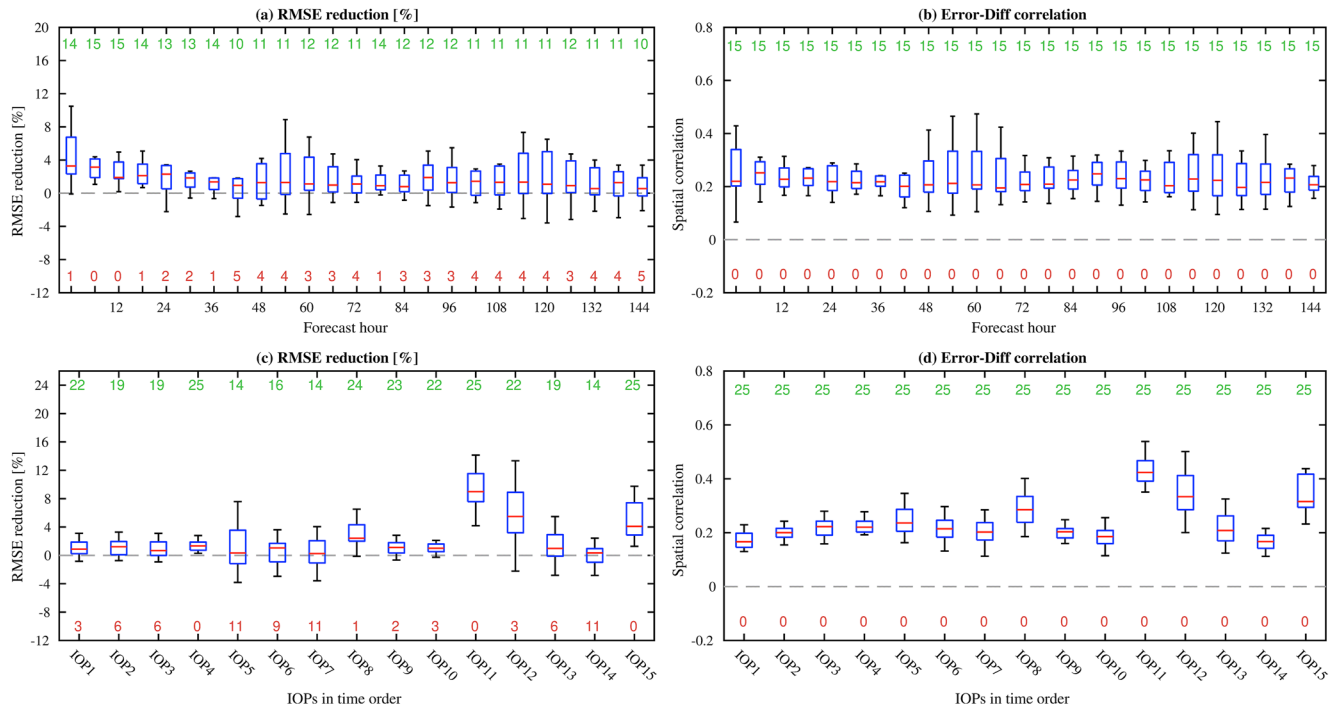 (a) RMSE reduction [%]
20
16
12
8
4
0
-4
-8
-12
RMSE reduction [%]
14 15 15 14 13 13 14 10 11 11 12 12 11 14 12 12 12 11 11 11 11 12 11 11 10
1 0 0 1 2 2 1 5 4 4 3 3 4 1 3 3 3 4 4 4 4 3 4 4 5
12 24 36 48 60 72 84 96 108 120 132 144
Forecast hour
(b) Error-Diff correlation
0.8
0.6
0.4
0.2
0
-0.2
Spatial correlation
15 15 15 15 15 15 15 15 15 15 15 15 15 15 15 15 15 15 15 15 15 15 15 15 15
0 0 0 0 0 0 0 0 0 0 0 0 0 0 0 0 0 0 0 0 0 0 0 0 0
12 24 36 48 60 72 84 96 108 120 132 144
Forecast hour
(c) RMSE reduction [%]
24
20
16
12
8
4
0
-4
-8
-12
RMSE reduction [%]
22 19 19 25 14 16 14 24 23 22 25 22 19 14 25
3 6 6 0 11 9 11 1 2 3 0 3 6 11 0
IOP1 IOP2 IOP3 IOP4 IOP5 IOP6 IOP7 IOP8 IOP9 IOP10 IOP11 IOP12 IOP13 IOP14 IOP15
IOPs in time order
(d) Error-Diff correlation
0.8
0.6
0.4
0.2
0
-0.2
Spatial correlation
25 25 25 25 25 25 25 25 25 25 25 25 25 25 25
0 0 0 0 0 0 0 0 0 0 0 0 0 0 0
IOP1 IOP2 IOP3 IOP4 IOP5 IOP6 IOP7 IOP8 IOP9 IOP10 IOP11 IOP12 IOP13 IOP14 IOP15
IOPs in time order